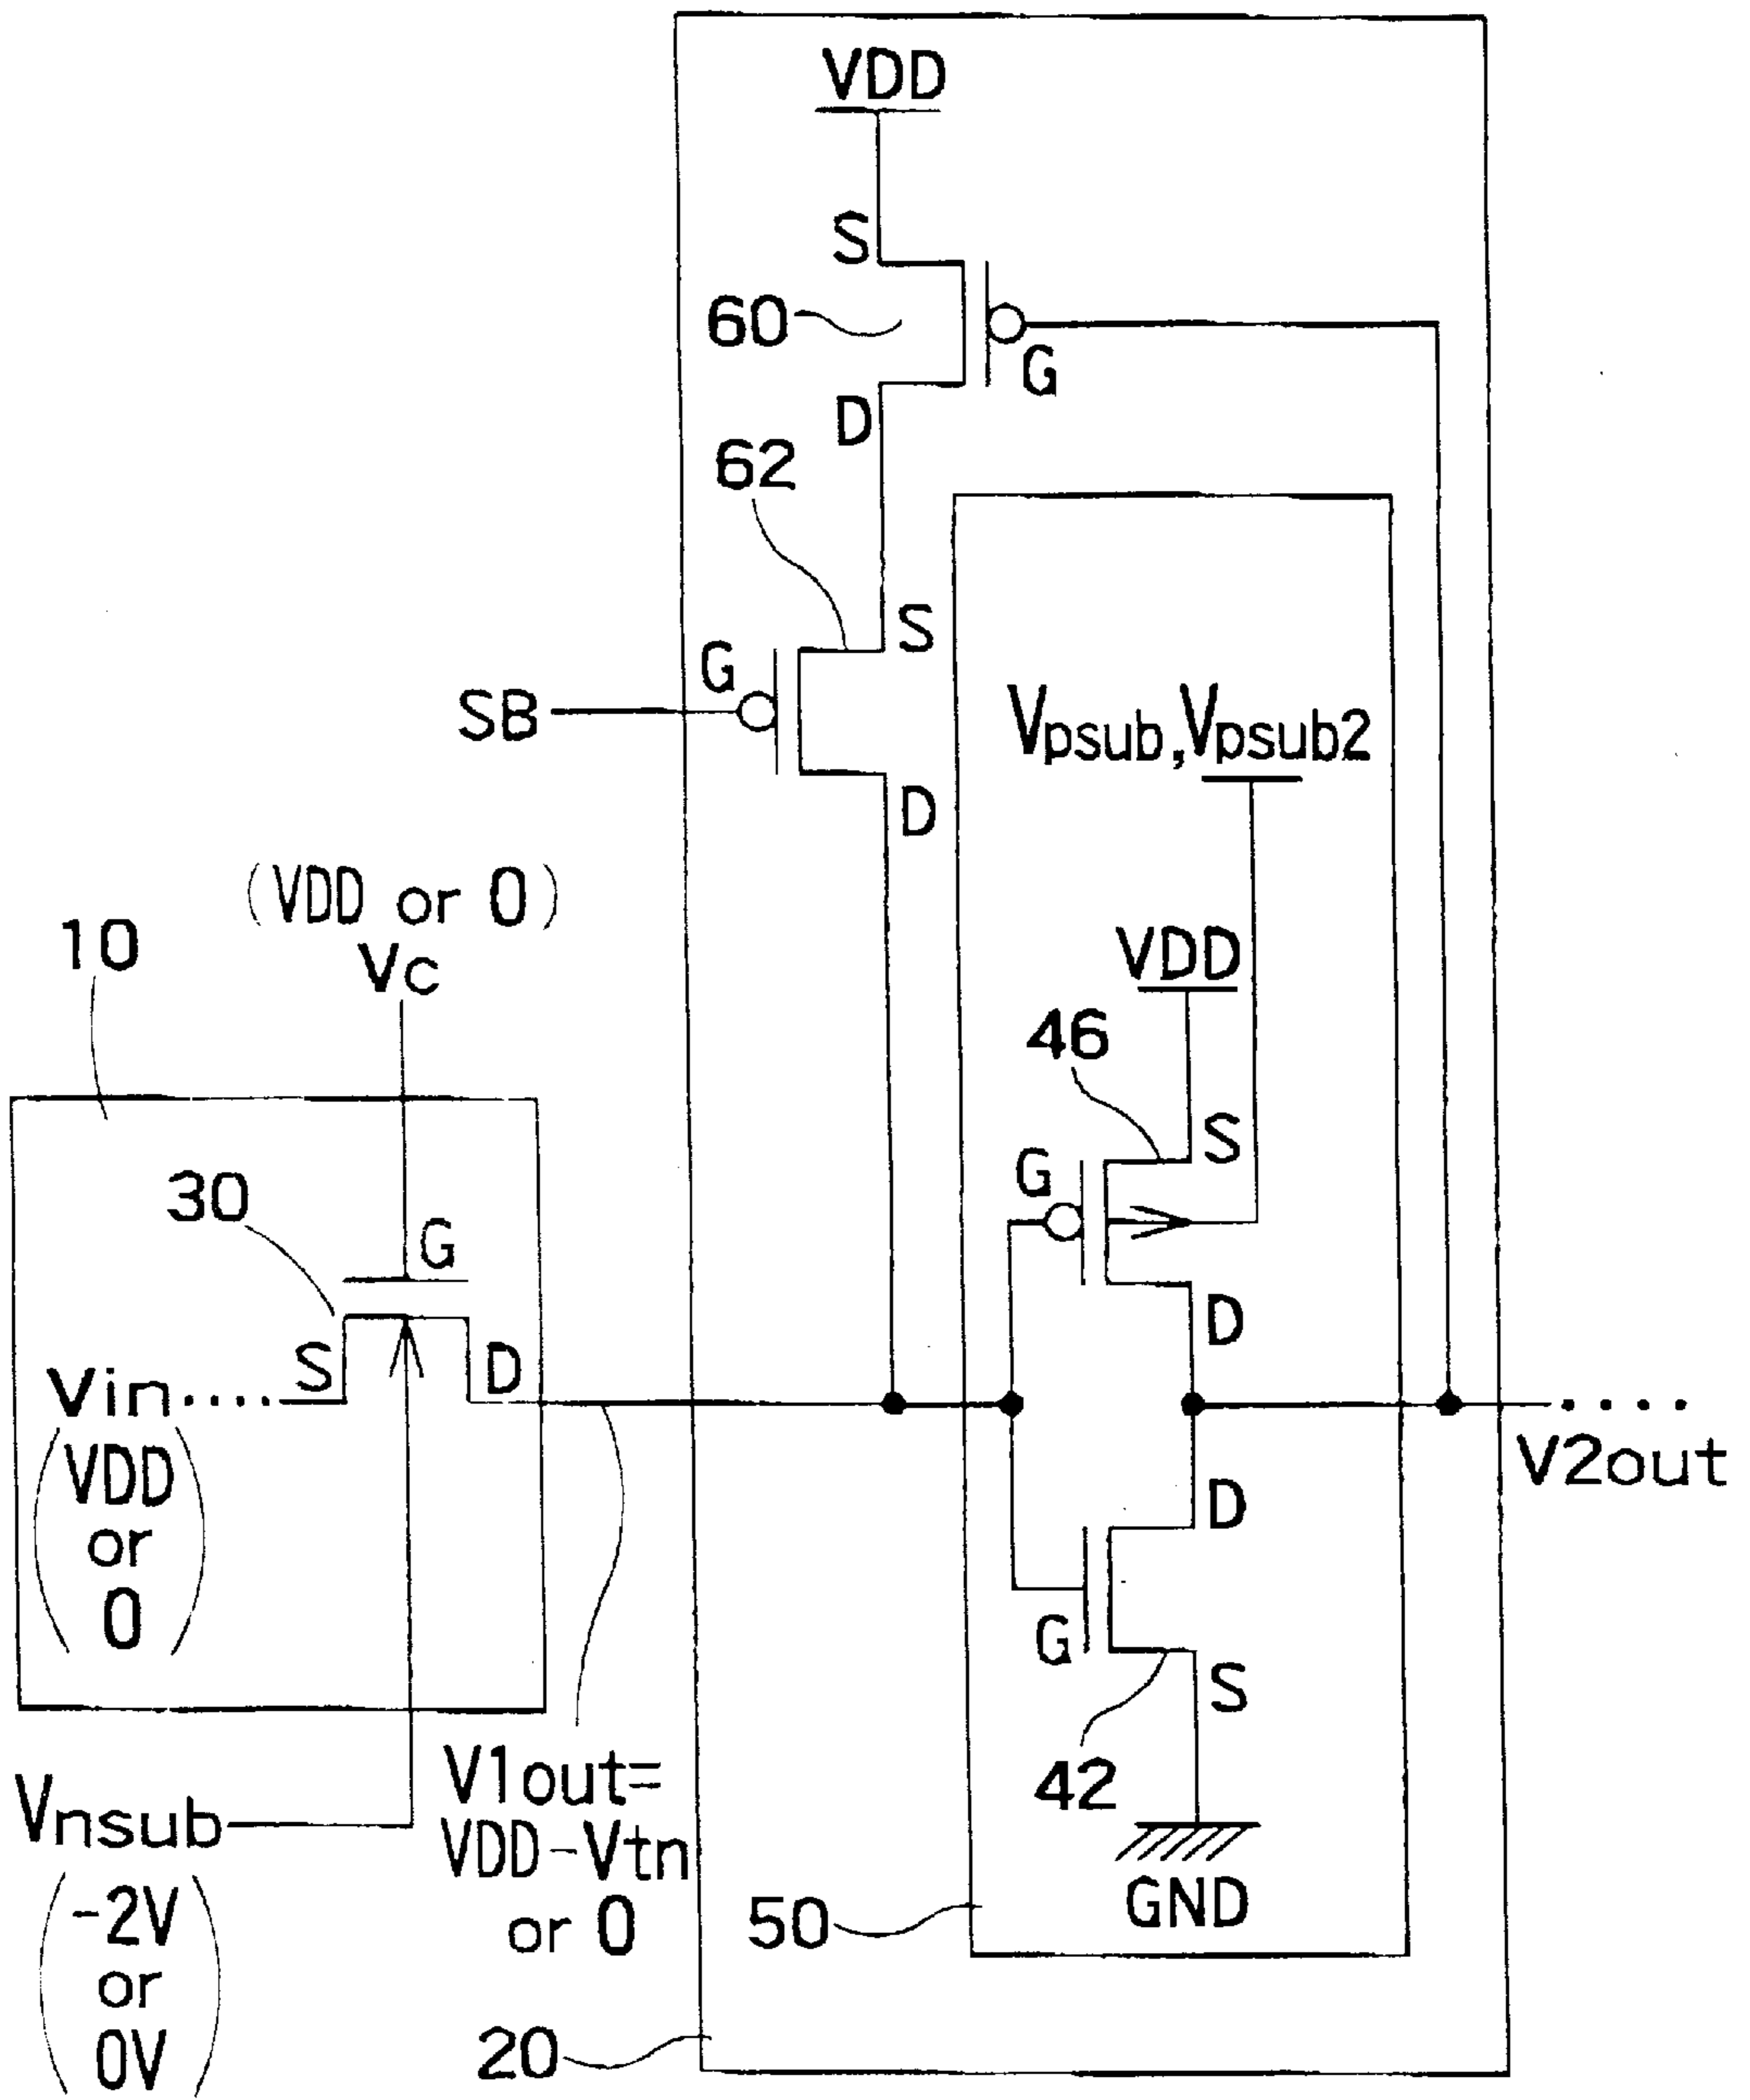 VDD
S
60
G
D
62
S
G
SB
Vpsub, Vpsub2
D
(VDD or 0)
Vc
10
VDD
46
S
G
30
G
D
S
D
Vin····
····
V2out
(VDD
or
0)
D
G
S
42
V1out=
VDD-Vtn
or 0
Vnsub
(-2V
or
0V)
GND
50
20